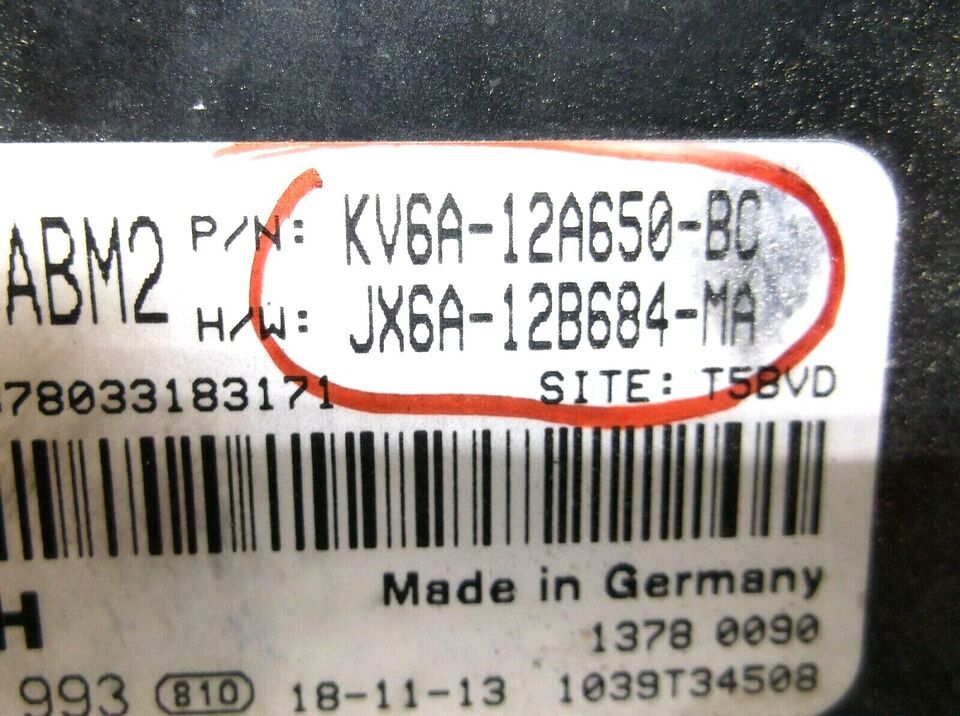 ABM2 P/N: KV6A-12A650-BC
H/W: JX6A-12B684-MA
78033183171 SITE: T5BVD
H Made in Germany
1378 0090
993 810 18-11-13 1039T34508